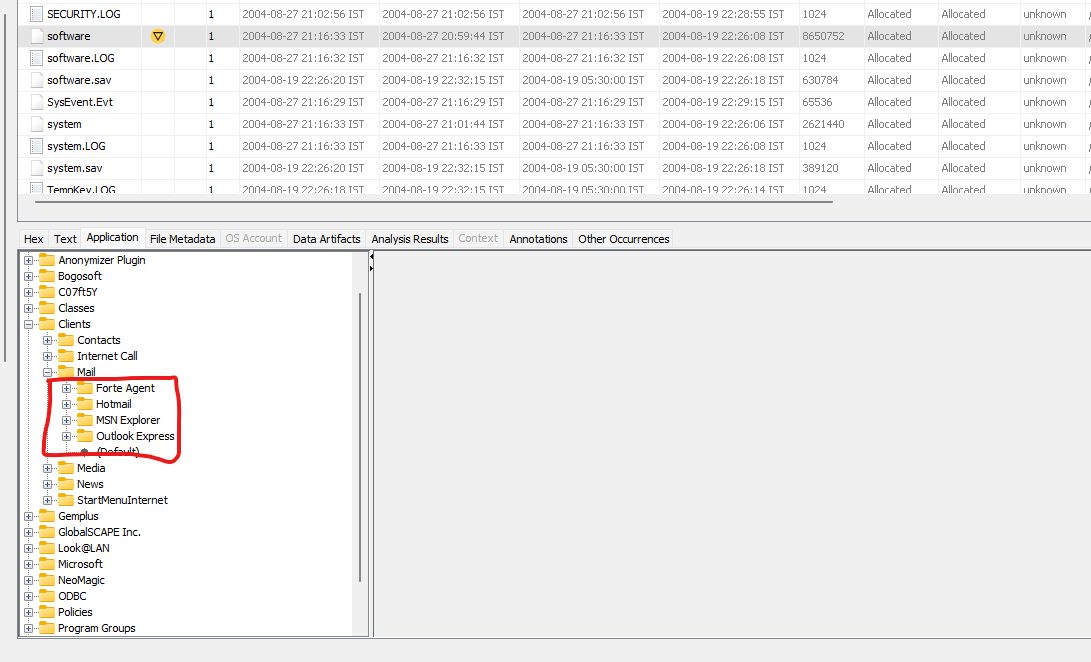 SECURITY.LOG 1 2004-08-27 21:02:56 IST 2004-08-27 21:02:56 IST 2004-08-27 21:02:56 IST 2004-08-19 22:28:55 IST 1024 Allocated Allocated unknown
software 1 2004-08-27 21:16:33 IST 2004-08-27 20:59:44 IST 2004-08-27 21:16:33 IST 2004-08-19 22:26:08 IST 8650752 Allocated Allocated unknown
software.LOG 1 2004-08-27 21:16:32 IST 2004-08-27 21:16:32 IST 2004-08-27 21:16:32 IST 2004-08-19 22:26:08 IST 1024 Allocated Allocated unknown
software.sav 1 2004-08-19 22:26:20 IST 2004-08-19 22:32:15 IST 2004-08-19 05:30:00 IST 2004-08-19 22:26:18 IST 630784 Allocated Allocated unknown
SysEvent.Evt 1 2004-08-27 21:16:29 IST 2004-08-27 21:16:29 IST 2004-08-27 21:16:29 IST 2004-08-19 22:29:15 IST 65536 Allocated Allocated unknown
system 1 2004-08-27 21:16:33 IST 2004-08-27 21:01:44 IST 2004-08-27 21:16:33 IST 2004-08-19 22:26:06 IST 2621440 Allocated Allocated unknown
system.LOG 1 2004-08-27 21:16:33 IST 2004-08-27 21:16:33 IST 2004-08-27 21:16:33 IST 2004-08-19 22:26:08 IST 1024 Allocated Allocated unknown
system.sav 1 2004-08-19 22:26:20 IST 2004-08-19 22:32:15 IST 2004-08-19 05:30:00 IST 2004-08-19 22:26:18 IST 389120 Allocated Allocated unknown
TempKey.LOG 1 2004-08-19 22:26:18 IST 2004-08-19 22:32:15 IST 2004-08-19 05:30:00 IST 2004-08-19 22:26:14 IST 1024 Allocated Allocated unknown
Hex Text Application File Metadata OS Account Data Artifacts Analysis Results Context Annotations Other Occurrences
Anonymizer Plugin
Bogosoft
C07ft5Y
Classes
Clients
Contacts
Internet Call
Mail
Forte Agent
Hotmail
MSN Explorer
Outlook Express
(Default)
Media
News
StartMenuInternet
Gemplus
GlobalSCAPE Inc.
Look@LAN
Microsoft
NeoMagic
ODBC
Policies
Program Groups